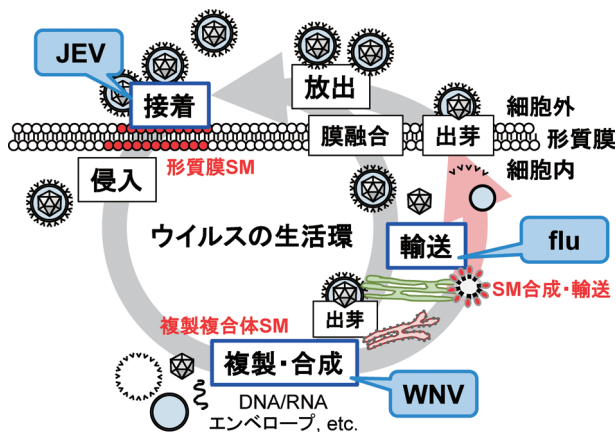 JEV
接着
放出
膜融合
出芽
細胞外
形質膜
細胞内
形質膜SM
侵入
ウイルスの生活環
輸送
flu
SM合成・輸送
出芽
複製複合体SM
複製・合成
WNV
DNA/RNA
エンベロープ, etc.